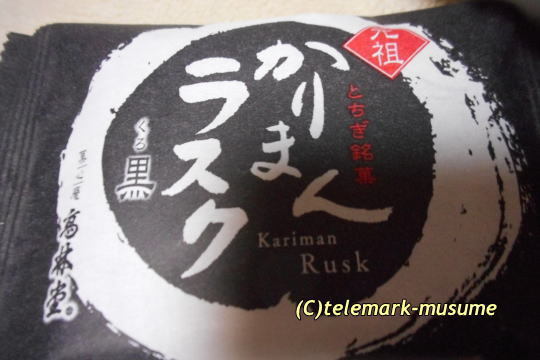 元祖
とちぎ銘菓
かりまん
ラスク
くろ
黒
Kariman
Rusk
高林堂
(C)telemark-musume